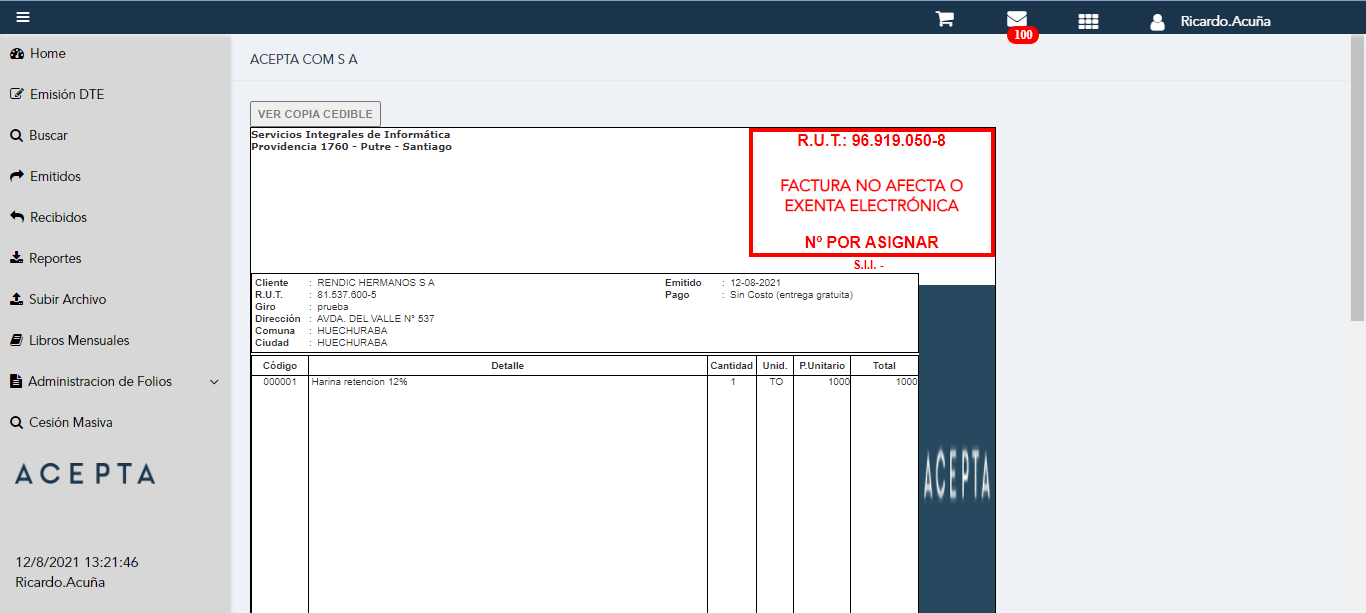 Ricardo.Acuña
100
Home
Emisión DTE
Buscar
Emitidos
Recibidos
Reportes
Subir Archivo
Libros Mensuales
Administracion de Folios
Cesión Masiva
ACEPTA
12/8/2021 13:21:46
Ricardo.Acuña
ACEPTA COM S A
VER COPIA CEDIBLE
Servicios Integrales de Informática
Providencia 1760 - Putre - Santiago
R.U.T.: 96.919.050-8
FACTURA NO AFECTA O
EXENTA ELECTRÓNICA
Nº POR ASIGNAR
S.I.I. -
Cliente : RENDIC HERMANOS S A Emitido : 12-08-2021
R.U.T. : 81.537.600-5 Pago : Sin Costo (entrega gratuita)
Giro : prueba
Dirección : AVDA. DEL VALLE N° 537
Comuna : HUECHURABA
Ciudad : HUECHURABA
Código Detalle Cantidad Unid. P.Unitario Total
000001 Harina retencion 12% 1 TO 1000 1000
ACEPTA